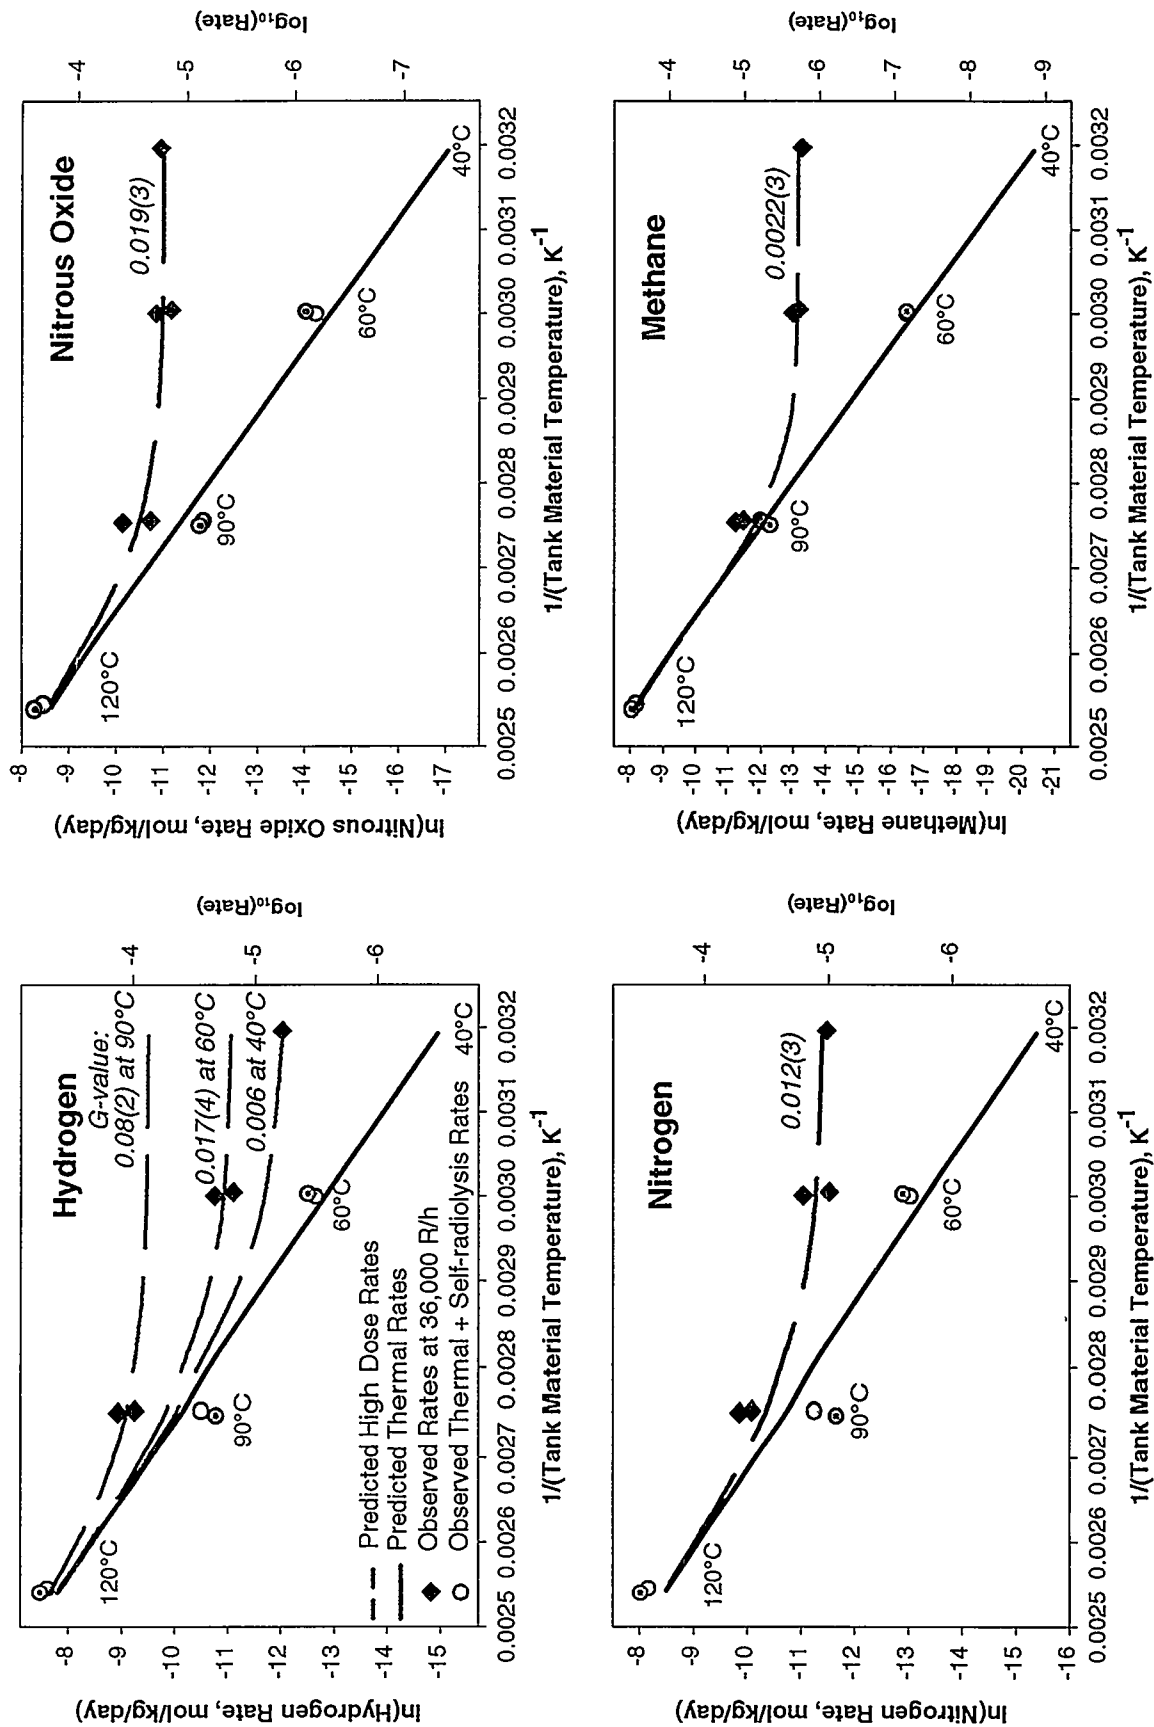 Hydrogen
G-value:
0.08(2) at 90°C
0.017(4) at 60°C
0.006 at 40°C
120°C
90°C
60°C
40°C
Predicted High Dose Rates
Predicted Thermal Rates
Observed Rates at 36,000 R/h
Observed Thermal + Self-radiolysis Rates
ln(Hydrogen Rate, mol/kg/day)
-8
-9
-10
-11
-12
-13
-14
-15
log₁₀(Rate)
-4
-5
-6
0.0025 0.0026 0.0027 0.0028 0.0029 0.0030 0.0031 0.0032
1/(Tank Material Temperature), K⁻¹
Nitrous Oxide
0.019(3)
120°C
90°C
60°C
40°C
ln(Nitrous Oxide Rate, mol/kg/day)
-8
-9
-10
-11
-12
-13
-14
-15
-16
-17
log₁₀(Rate)
-4
-5
-6
-7
0.0025 0.0026 0.0027 0.0028 0.0029 0.0030 0.0031 0.0032
1/(Tank Material Temperature), K⁻¹
Nitrogen
0.012(3)
120°C
90°C
60°C
40°C
ln(Nitrogen Rate, mol/kg/day)
-8
-9
-10
-11
-12
-13
-14
-15
-16
log₁₀(Rate)
-4
-5
-6
0.0025 0.0026 0.0027 0.0028 0.0029 0.0030 0.0031 0.0032
1/(Tank Material Temperature), K⁻¹
Methane
0.0022(3)
120°C
90°C
60°C
40°C
ln(Methane Rate, mol/kg/day)
-8
-9
-10
-11
-12
-13
-14
-15
-16
-17
-18
-19
-20
-21
log₁₀(Rate)
-4
-5
-6
-7
-8
-9
0.0025 0.0026 0.0027 0.0028 0.0029 0.0030 0.0031 0.0032
1/(Tank Material Temperature), K⁻¹